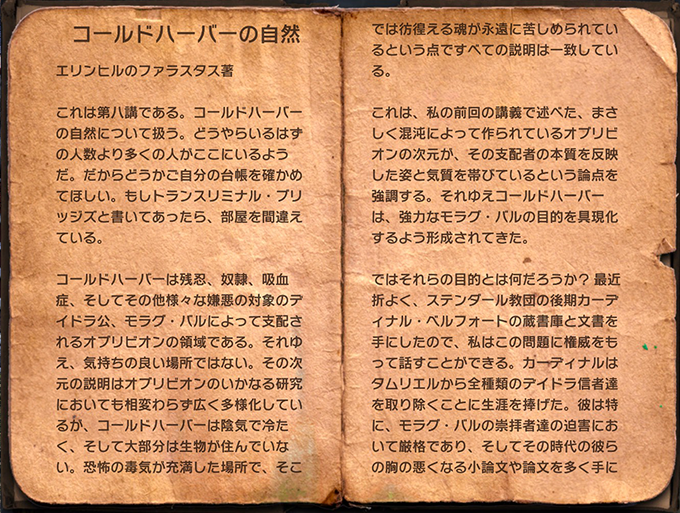 コールドハーバーの自然
エリンヒルのファラスタス著
これは第八講である。コールドハーバー
の自然について扱う。どうやらいるはず
の人数より多くの人がここにいるよう
だ。だからどうかご自分の台帳を確かめ
てほしい。もしトランスリミナル・ブリ
ッジズと書いてあったら、部屋を間違え
ている。
コールドハーバーは残忍、奴隷、吸血
症、そしてその他様々な嫌悪の対象のデ
イドラ公、モラグ・バルによって支配さ
れるオブリビオンの領域である。それゆ
え、気持ちの良い場所ではない。その次
元の説明はオブリビオンのいかなる研究
においても相変わらず広く多様化してい
るが、コールドハーバーは陰気で冷た
く、そして大部分は生物が住んでいな
い。恐怖の毒気が充満した場所で、そこ
では彷徨える魂が永遠に苦しめられてい
るという点ですべての説明は一致してい
る。
これは、私の前回の講義で述べた、まさ
しく混沌によって作られているオブリビ
オンの次元が、その支配者の本質を反映
した姿と気質を帯びているという論点を
強調する。それゆえコールドハーバー
は、強力なモラグ・バルの目的を具現化
するよう形成されてきた。
ではそれらの目的とは何だろうか? 最近
折よく、ステンダール教団の後期カーデ
ィナル・ベルフォートの蔵書庫と文書を
手にしたので、私はこの問題に権威をも
って話すことができる。カーディナルは
タムリエルから全種類のデイドラ信者達
を取り除くことに生涯を捧げた。彼は特
に、モラグ・バルの崇拝者達の迫害にお
いて厳格であり、そしてその時代の彼ら
の胸の悪くなる小論文や論文を多く手に